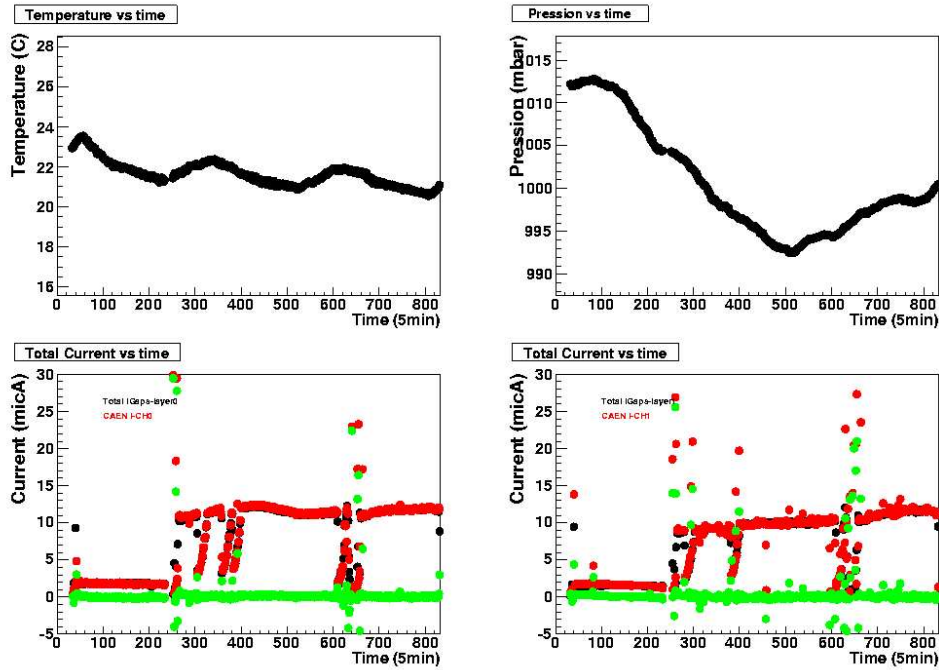 Temperature vs time
Temperature (C)
28
26
24
22
20
18
16
0 100 200 300 400 500 600 700 800
Time (5min)
Pression vs time
Pression (mbar)
1015
1010
1005
1000
995
990
0 100 200 300 400 500 600 700 800
Time (5min)
Total Current vs time
Current (micA)
30
25
20
15
10
5
0
-5
Total IGaps-layer0
CAEN I-CH0
0 100 200 300 400 500 600 700 800
Time (5min)
Total Current vs time
Current (micA)
30
25
20
15
10
5
0
-5
Total IGaps-layer1
CAEN I-CH1
0 100 200 300 400 500 600 700 800
Time (5min)